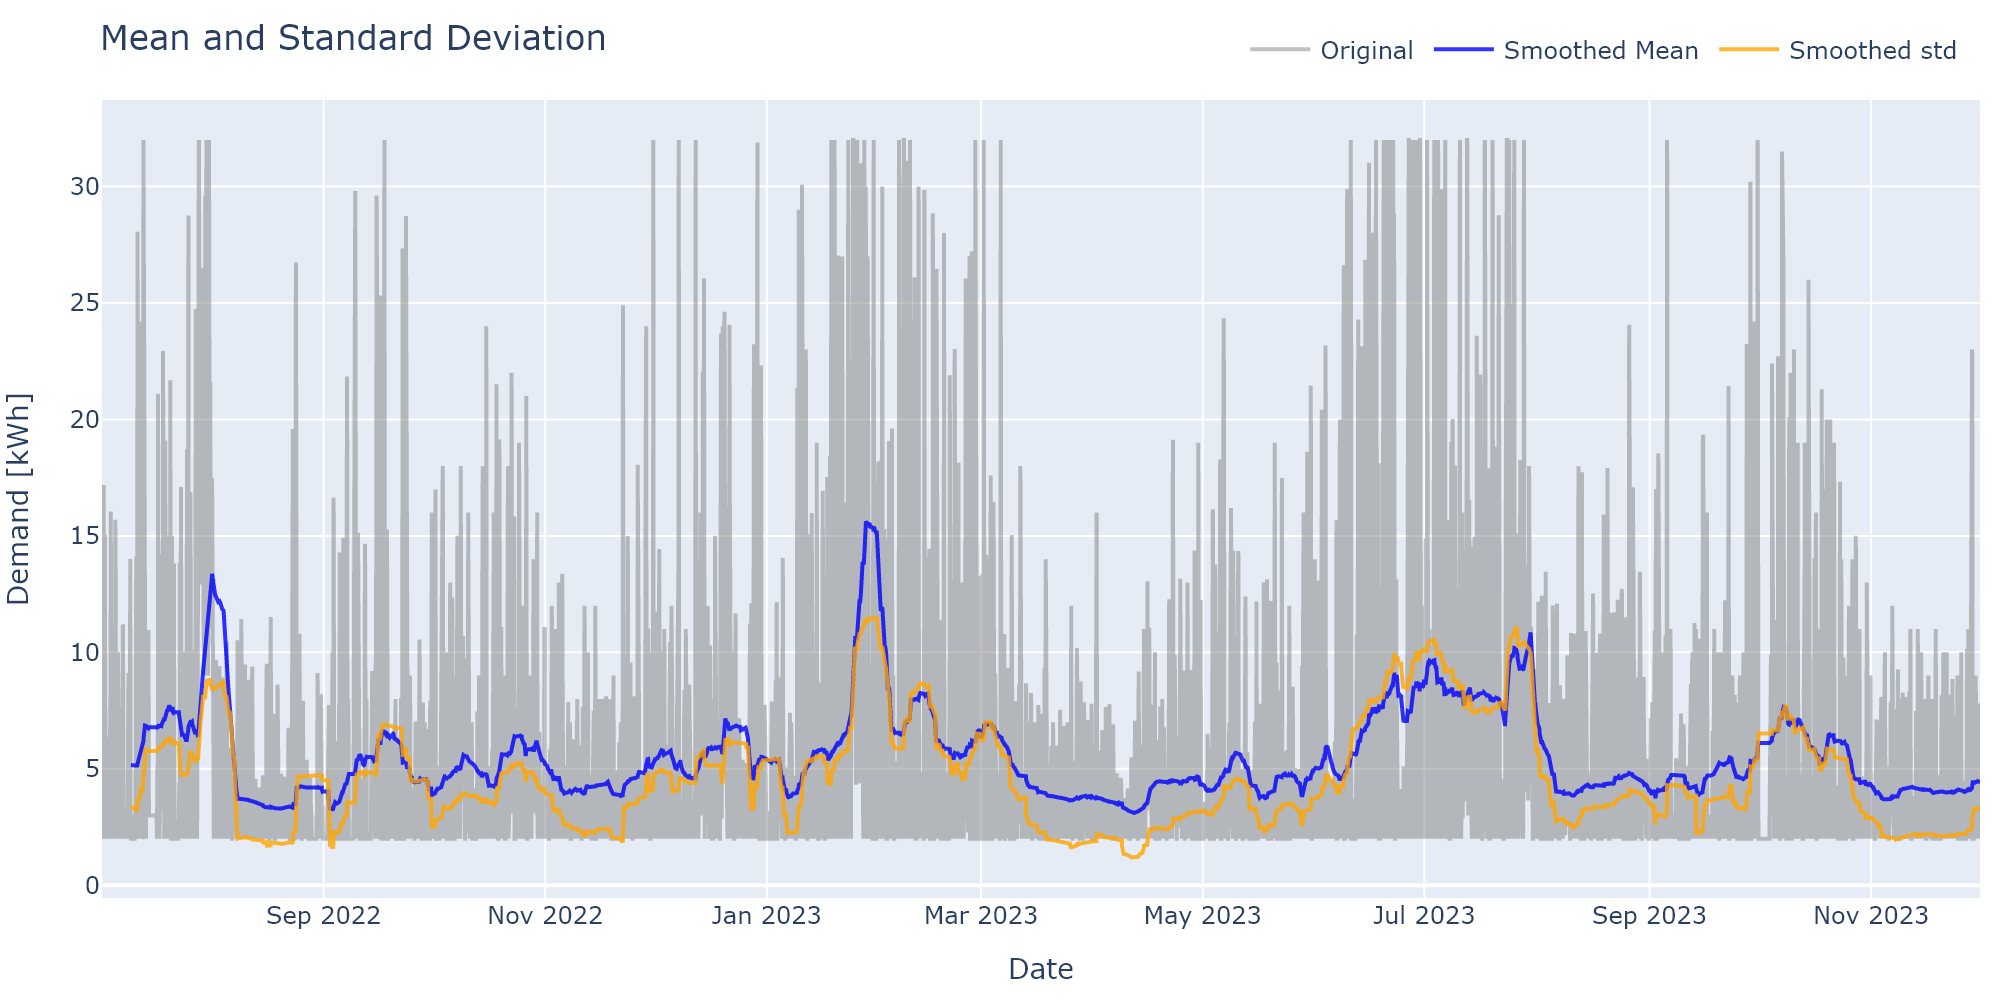 Mean and Standard Deviation
Original
Smoothed Mean
Smoothed std
Demand [kWh]
30
25
20
15
10
5
0
Sep 2022
Nov 2022
Jan 2023
Mar 2023
May 2023
Jul 2023
Sep 2023
Nov 2023
Date